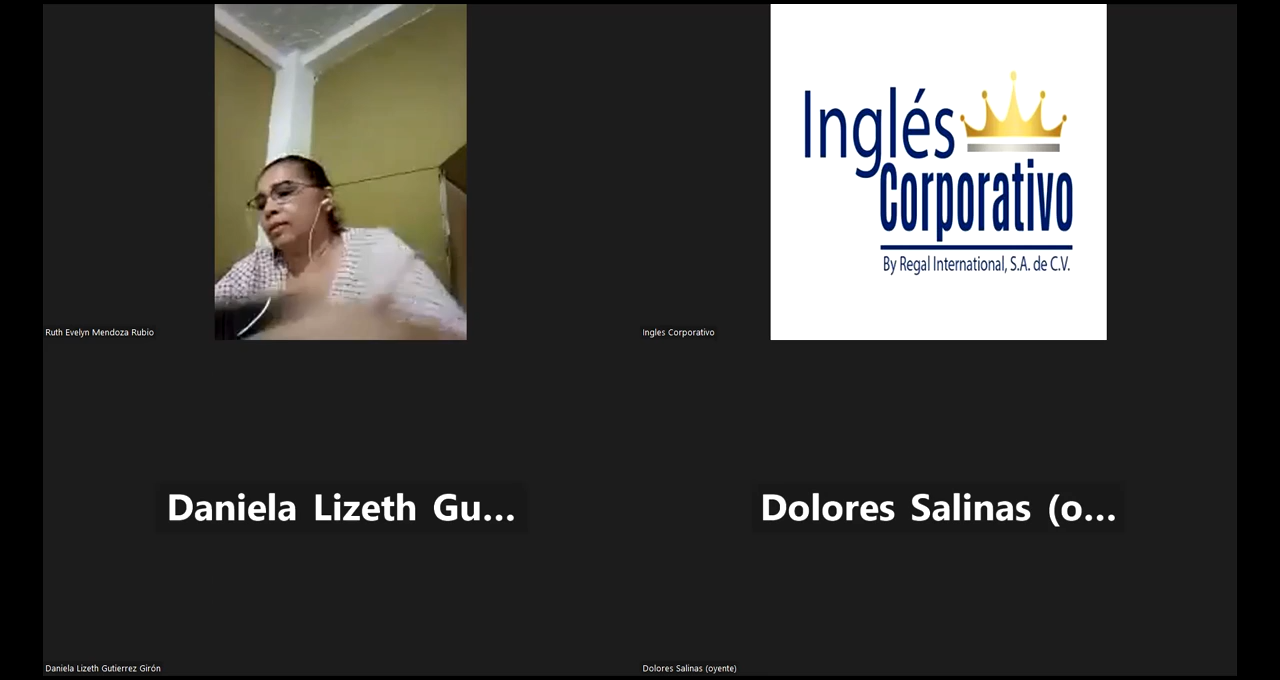 Inglés
Corporativo
By Regal International, S.A. de C.V.
Ruth Evelyn Mendoza Rubio
Ingles Corporativo
Daniela Lizeth Gu...
Dolores Salinas (o...
Daniela Lizeth Gutierrez Girón
Dolores Salinas (oyente)